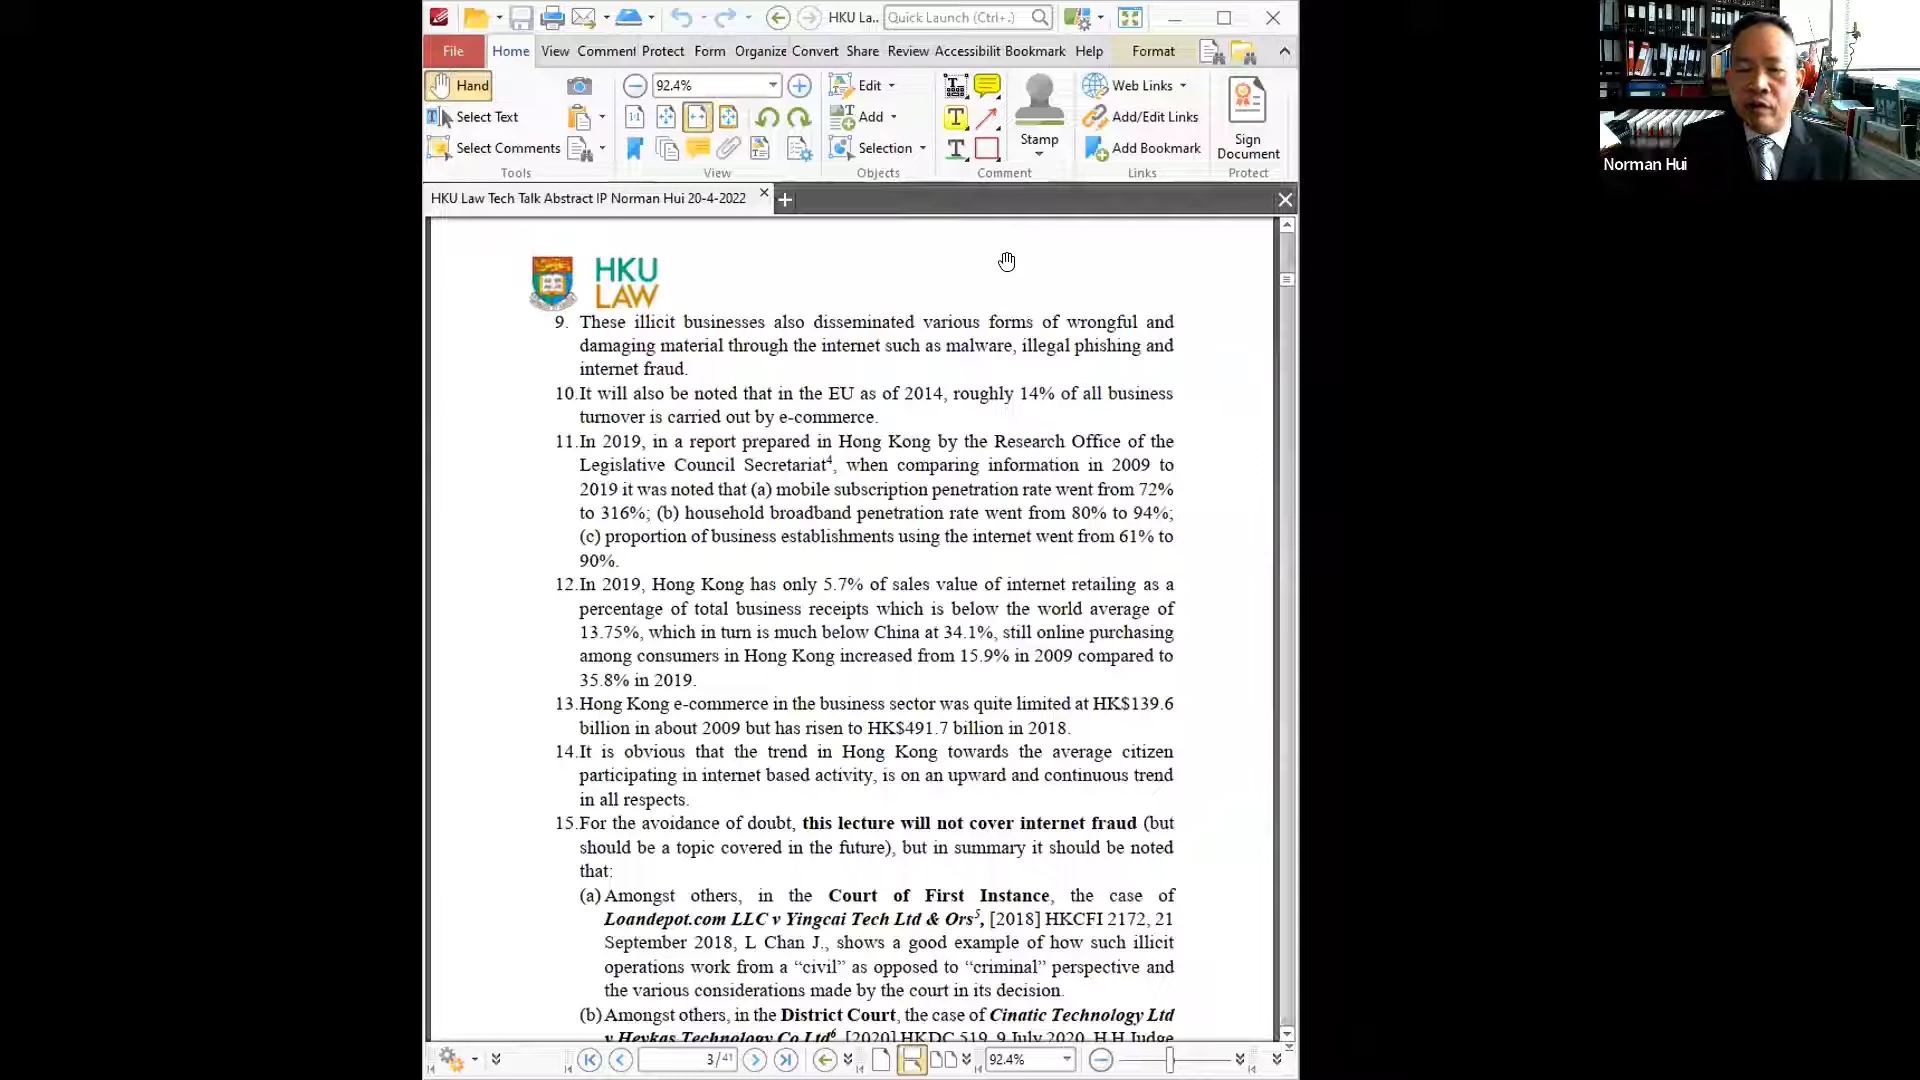 HKU La..
Quick Launch (Ctrl+.)
File Home View Comment Protect Form Organize Convert Share Review Accessibilit Bookmark Help Format
Hand
Select Text
Select Comments
Tools
92.4%
View
Edit
Add
Selection
Objects
Stamp
Comment
Web Links
Add/Edit Links
Add Bookmark
Links
Sign
Document
Protect
Norman Hui
HKU Law Tech Talk Abstract IP Norman Hui 20-4-2022
HKU
LAW
9. These illicit businesses also disseminated various forms of wrongful and
damaging material through the internet such as malware, illegal phishing and
internet fraud.
10.It will also be noted that in the EU as of 2014, roughly 14% of all business
turnover is carried out by e-commerce.
11.In 2019, in a report prepared in Hong Kong by the Research Office of the
Legislative Council Secretariat4, when comparing information in 2009 to
2019 it was noted that (a) mobile subscription penetration rate went from 72%
to 316%; (b) household broadband penetration rate went from 80% to 94%;
(c) proportion of business establishments using the internet went from 61% to
90%.
12.In 2019, Hong Kong has only 5.7% of sales value of internet retailing as a
percentage of total business receipts which is below the world average of
13.75%, which in turn is much below China at 34.1%, still online purchasing
among consumers in Hong Kong increased from 15.9% in 2009 compared to
35.8% in 2019.
13.Hong Kong e-commerce in the business sector was quite limited at HK$139.6
billion in about 2009 but has risen to HK$491.7 billion in 2018.
14.It is obvious that the trend in Hong Kong towards the average citizen
participating in internet based activity, is on an upward and continuous trend
in all respects.
15.For the avoidance of doubt, this lecture will not cover internet fraud (but
should be a topic covered in the future), but in summary it should be noted
that:
(a) Amongst others, in the Court of First Instance, the case of
Loandepot.com LLC v Yingcai Tech Ltd & Ors5, [2018] HKCFI 2172, 21
September 2018, L Chan J., shows a good example of how such illicit
operations work from a “civil” as opposed to “criminal” perspective and
the various considerations made by the court in its decision.
(b) Amongst others, in the District Court, the case of Cinatic Technology Ltd
v Heykas Technology Co Ltd6, [2020] HKDC 519, 9 July 2020, H H Judge
3 /41
92.4%